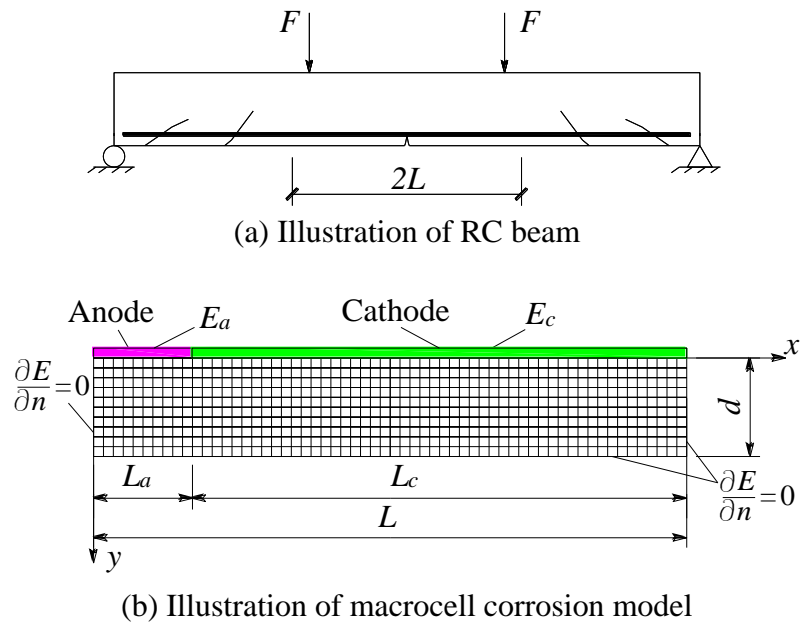 F F
2L
(a) Illustration of RC beam
Anode Ea Cathode Ec
x
∂E/∂n=0
d
La Lc
∂E/∂n=0
L
y
(b) Illustration of macrocell corrosion model